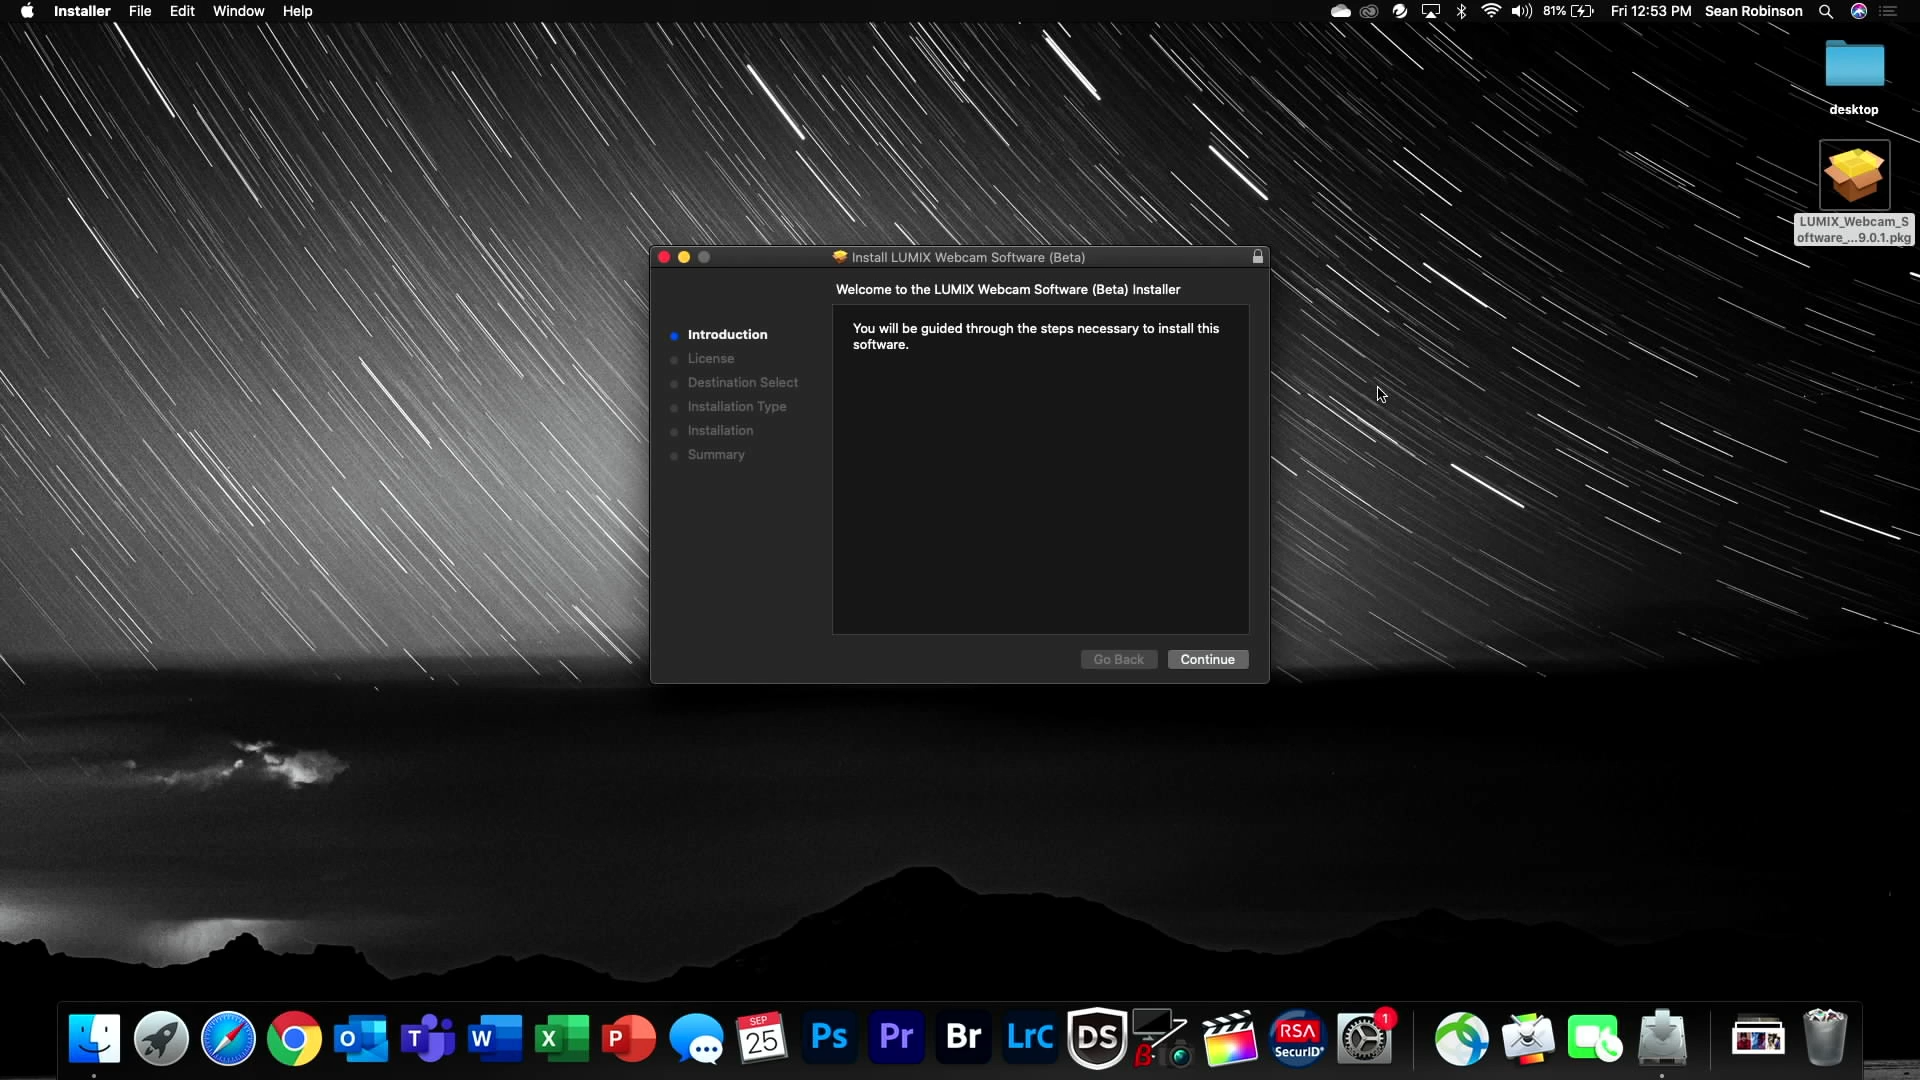 Installer File Edit Window Help
81% Fri 12:53 PM Sean Robinson
desktop
LUMIX_Webcam_S
oftware_...9.0.1.pkg
Install LUMIX Webcam Software (Beta)
Welcome to the LUMIX Webcam Software (Beta) Installer
Introduction
License
Destination Select
Installation Type
Installation
Summary
You will be guided through the steps necessary to install this
software.
Go Back Continue
O T W X P SEP 25 Ps Pr Br LrC DS β RSA SecurID 1